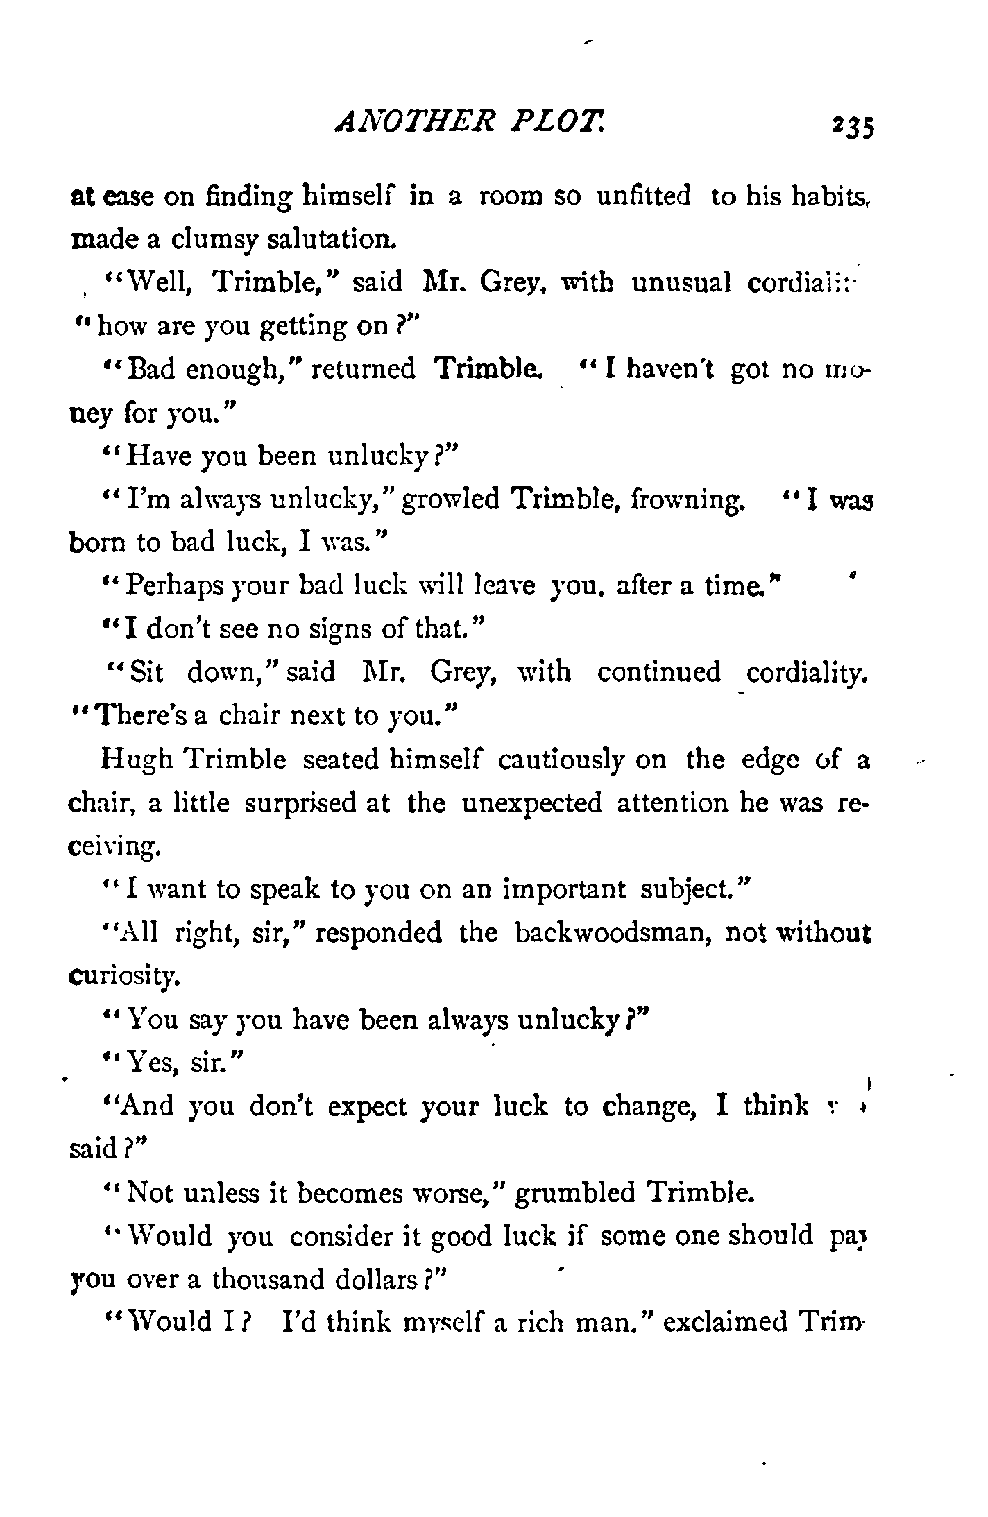 ANOTHER PLOT. 235
at ease on finding himself in a room so unfitted to his habits,
made a clumsy salutation.
"Well, Trimble," said Mr. Grey, with unusual
"how are you getting on?"
"Bad enough," returned Trimble. "I haven't got no mo-
ney for you."
"Have you been unlucky?"
"I'm always unlucky," growled Trimble, frowning. "I was
born to bad luck, I was."
"Perhaps your bad luck will leave you, after a time."
"I don't see no signs of that."
"Sit down," said Mr. Grey, with continued cordiality.
"There's a chair next to you."
Hugh Trimble seated himself cautiously on the edge of a
chair, a little surprised at the unexpected attention he was re-
ceiving.
"I want to speak to you on an important subject."
"All right, sir," responded the backwoodsman, not without
curiosity.
"You say you have been always unlucky?"
"Yes, sir."
"And you don't expect your luck to change, I think
said?"
"Not unless it becomes worse," grumbled Trimble.
"Would you consider it good luck if some one should pay
you over a thousand dollars?"
"Would I? I'd think myself a rich man." exclaimed Trim-